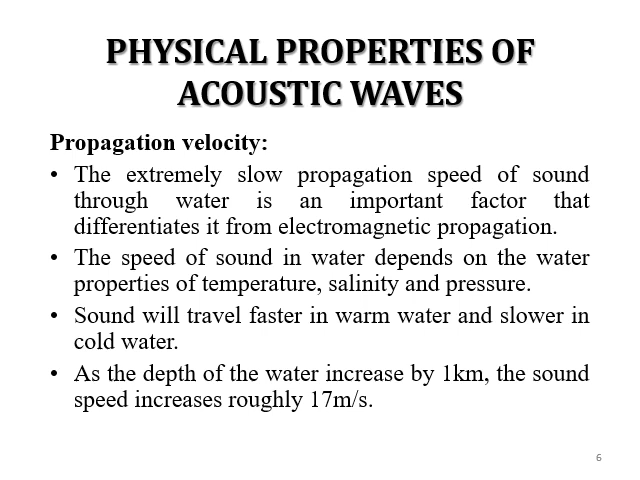 PHYSICAL PROPERTIES OF
ACOUSTIC WAVES
Propagation velocity:
• The extremely slow propagation speed of sound
through water is an important factor that
differentiates it from electromagnetic propagation.
• The speed of sound in water depends on the water
properties of temperature, salinity and pressure.
• Sound will travel faster in warm water and slower in
cold water.
• As the depth of the water increase by 1km, the sound
speed increases roughly 17m/s.
6